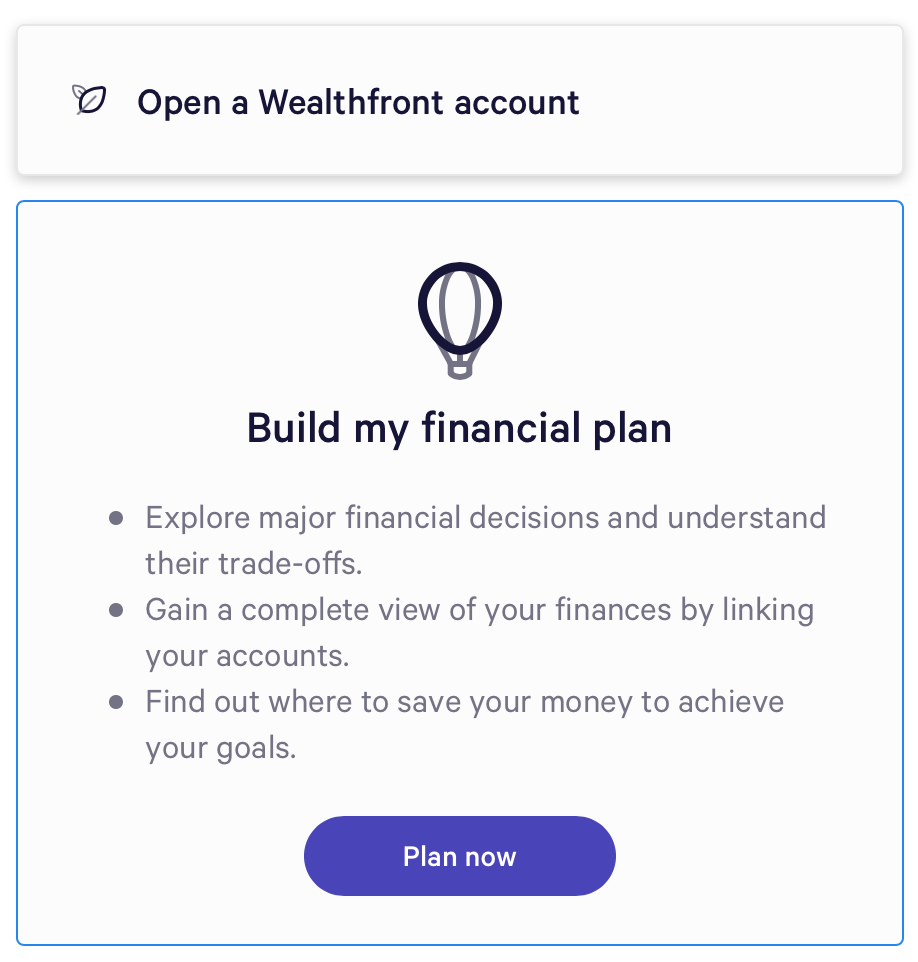 Open a Wealthfront account
Build my financial plan
Explore major financial decisions and understand
their trade-offs.
Gain a complete view of your finances by linking
your accounts.
Find out where to save your money to achieve
your goals.
Plan now